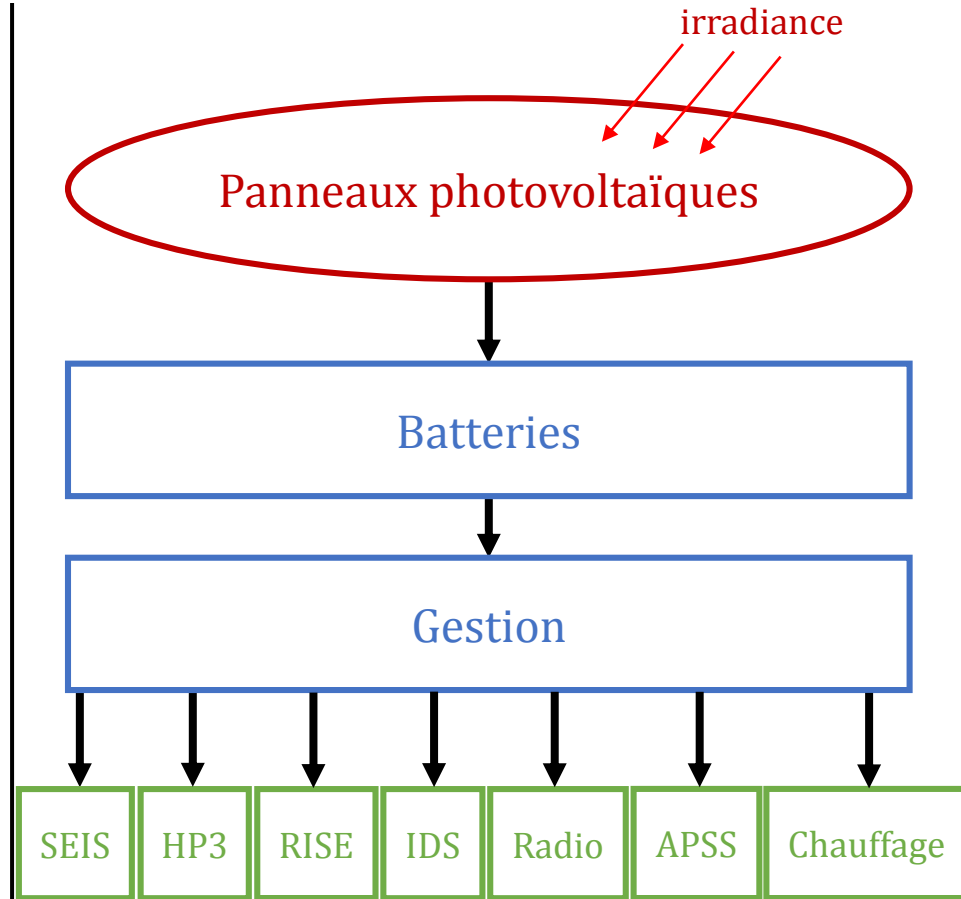 irradiance
Panneaux photovoltaïques
Batteries
Gestion
SEIS HP3 RISE IDS Radio APSS Chauffage